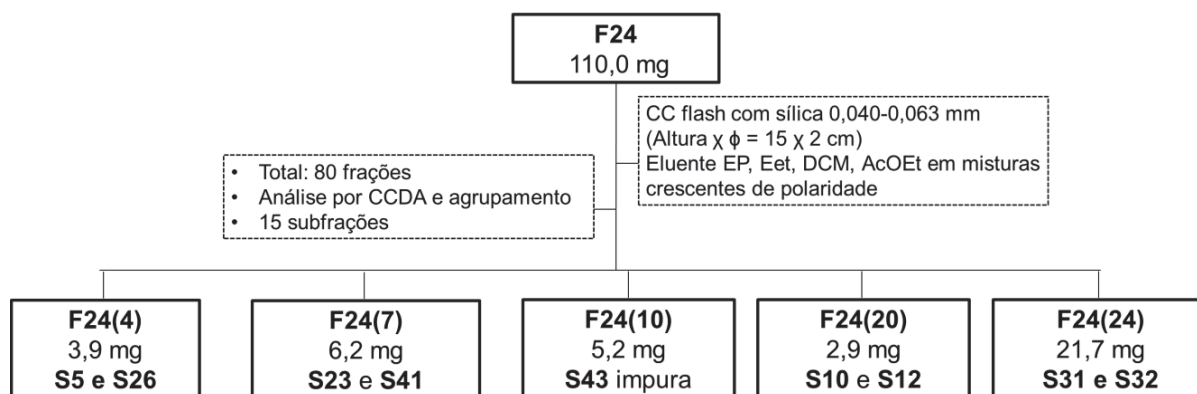 F24
110,0 mg
CC flash com sílica 0,040-0,063 mm
(Altura χ ϕ = 15 χ 2 cm)
Eluente EP, Eet, DCM, AcOEt em misturas
crescentes de polaridade
• Total: 80 frações
• Análise por CCDA e agrupamento
• 15 subfrações
F24(4)
3,9 mg
S5 e S26
F24(7)
6,2 mg
S23 e S41
F24(10)
5,2 mg
S43 impura
F24(20)
2,9 mg
S10 e S12
F24(24)
21,7 mg
S31 e S32